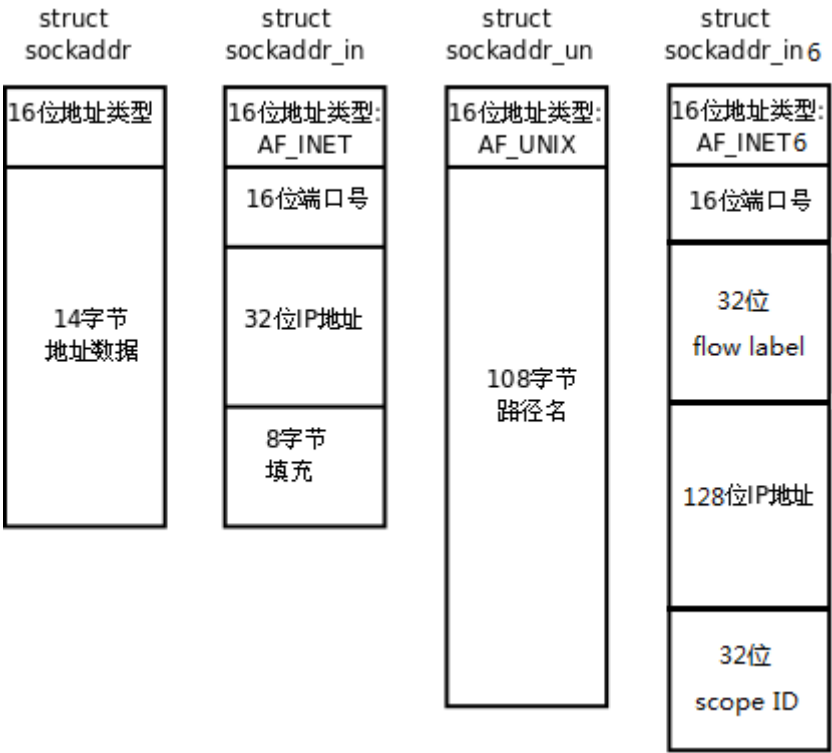 struct
sockaddr
16位地址类型
14字节
地址数据
struct
sockaddr_in
16位地址类型:
AF_INET
16位端口号
32位IP地址
8字节
填充
struct
sockaddr_un
16位地址类型:
AF_UNIX
108字节
路径名
struct
sockaddr_in6
16位地址类型:
AF_INET6
16位端口号
32位
flow label
128位IP地址
32位
scope ID